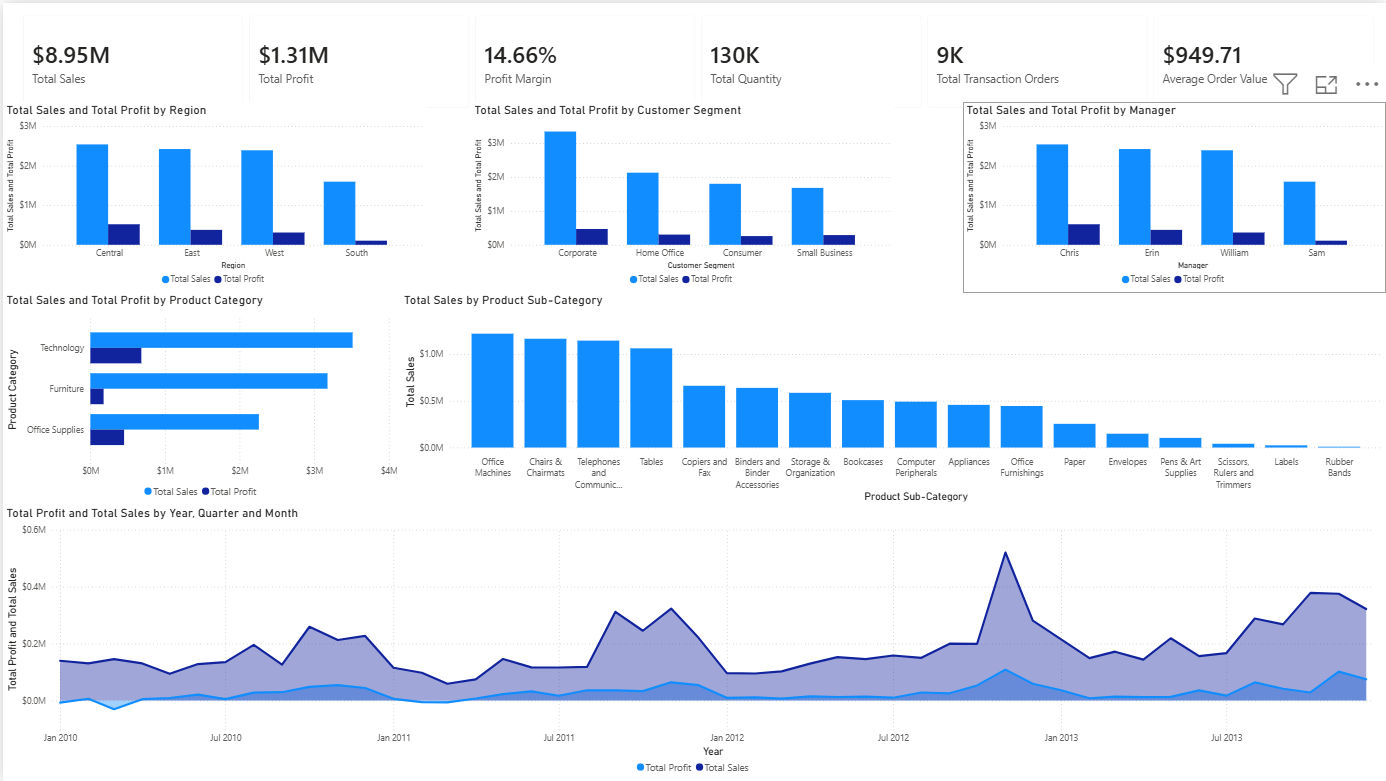 $8.95M
Total Sales
$1.31M
Total Profit
14.66%
Profit Margin
130K
Total Quantity
9K
Total Transaction Orders
$949.71
Average Order Value
Total Sales and Total Profit by Region
Total Sales and Total Profit
$3M
$2M
$1M
$0M
Central
East
West
South
Region
Total Sales
Total Profit
Total Sales and Total Profit by Customer Segment
Total Sales and Total Profit
$3M
$2M
$1M
$0M
Corporate
Home Office
Consumer
Small Business
Customer Segment
Total Sales
Total Profit
Total Sales and Total Profit by Manager
Total Sales and Total Profit
$3M
$2M
$1M
$0M
Chris
Erin
William
Sam
Manager
Total Sales
Total Profit
Total Sales and Total Profit by Product Category
Product Category
Technology
Furniture
Office Supplies
$0M
$1M
$2M
$3M
$4M
Total Sales
Total Profit
Total Sales by Product Sub-Category
Total Sales
$1.0M
$0.5M
$0.0M
Office
Machines
Chairs &
Chairmats
Telephones
and
Communic...
Tables
Copiers and
Fax
Binders and
Binder
Accessories
Storage &
Organization
Bookcases
Computer
Peripherals
Appliances
Office
Furnishings
Paper
Envelopes
Pens & Art
Supplies
Scissors,
Rulers and
Trimmers
Labels
Rubber
Bands
Product Sub-Category
Total Profit and Total Sales by Year, Quarter and Month
Total Profit and Total Sales
$0.6M
$0.4M
$0.2M
$0.0M
Jan 2010
Jul 2010
Jan 2011
Jul 2011
Jan 2012
Jul 2012
Jan 2013
Jul 2013
Year
Total Profit
Total Sales